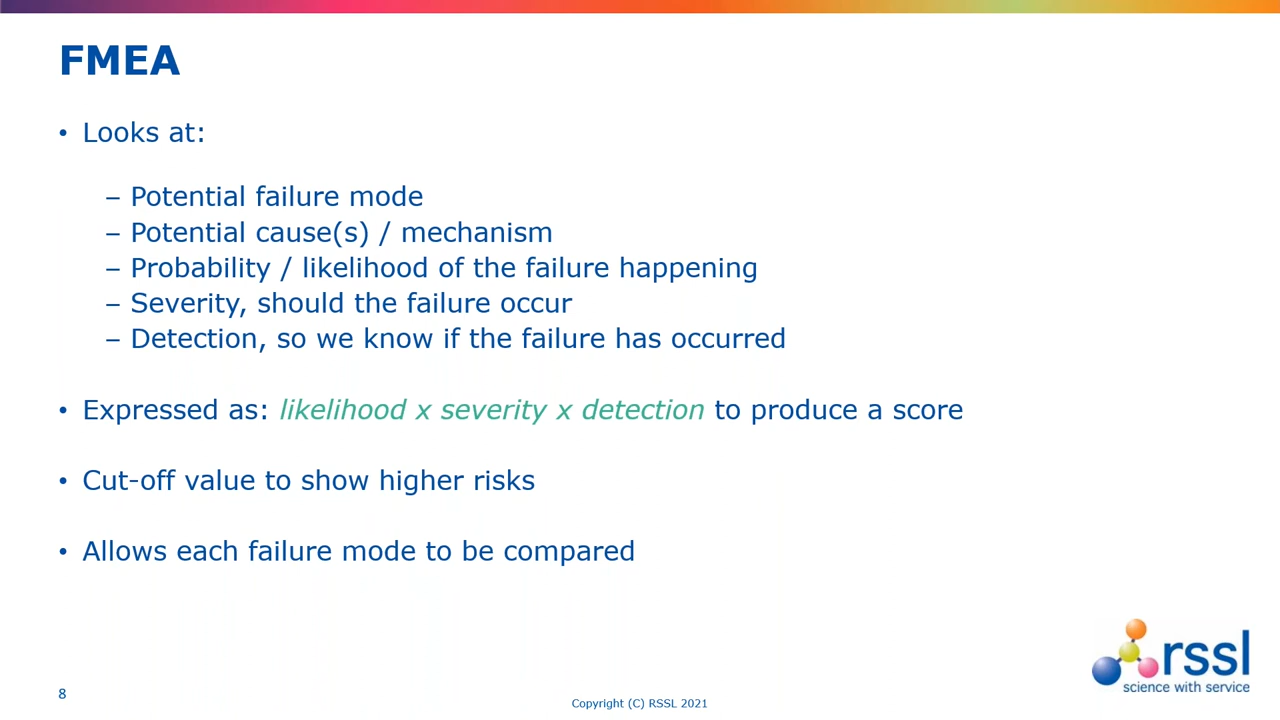 FMEA
• Looks at:
– Potential failure mode
– Potential cause(s) / mechanism
– Probability / likelihood of the failure happening
– Severity, should the failure occur
– Detection, so we know if the failure has occurred
• Expressed as: likelihood x severity x detection to produce a score
• Cut-off value to show higher risks
• Allows each failure mode to be compared
rssl
science with service
8
Copyright (C) RSSL 2021